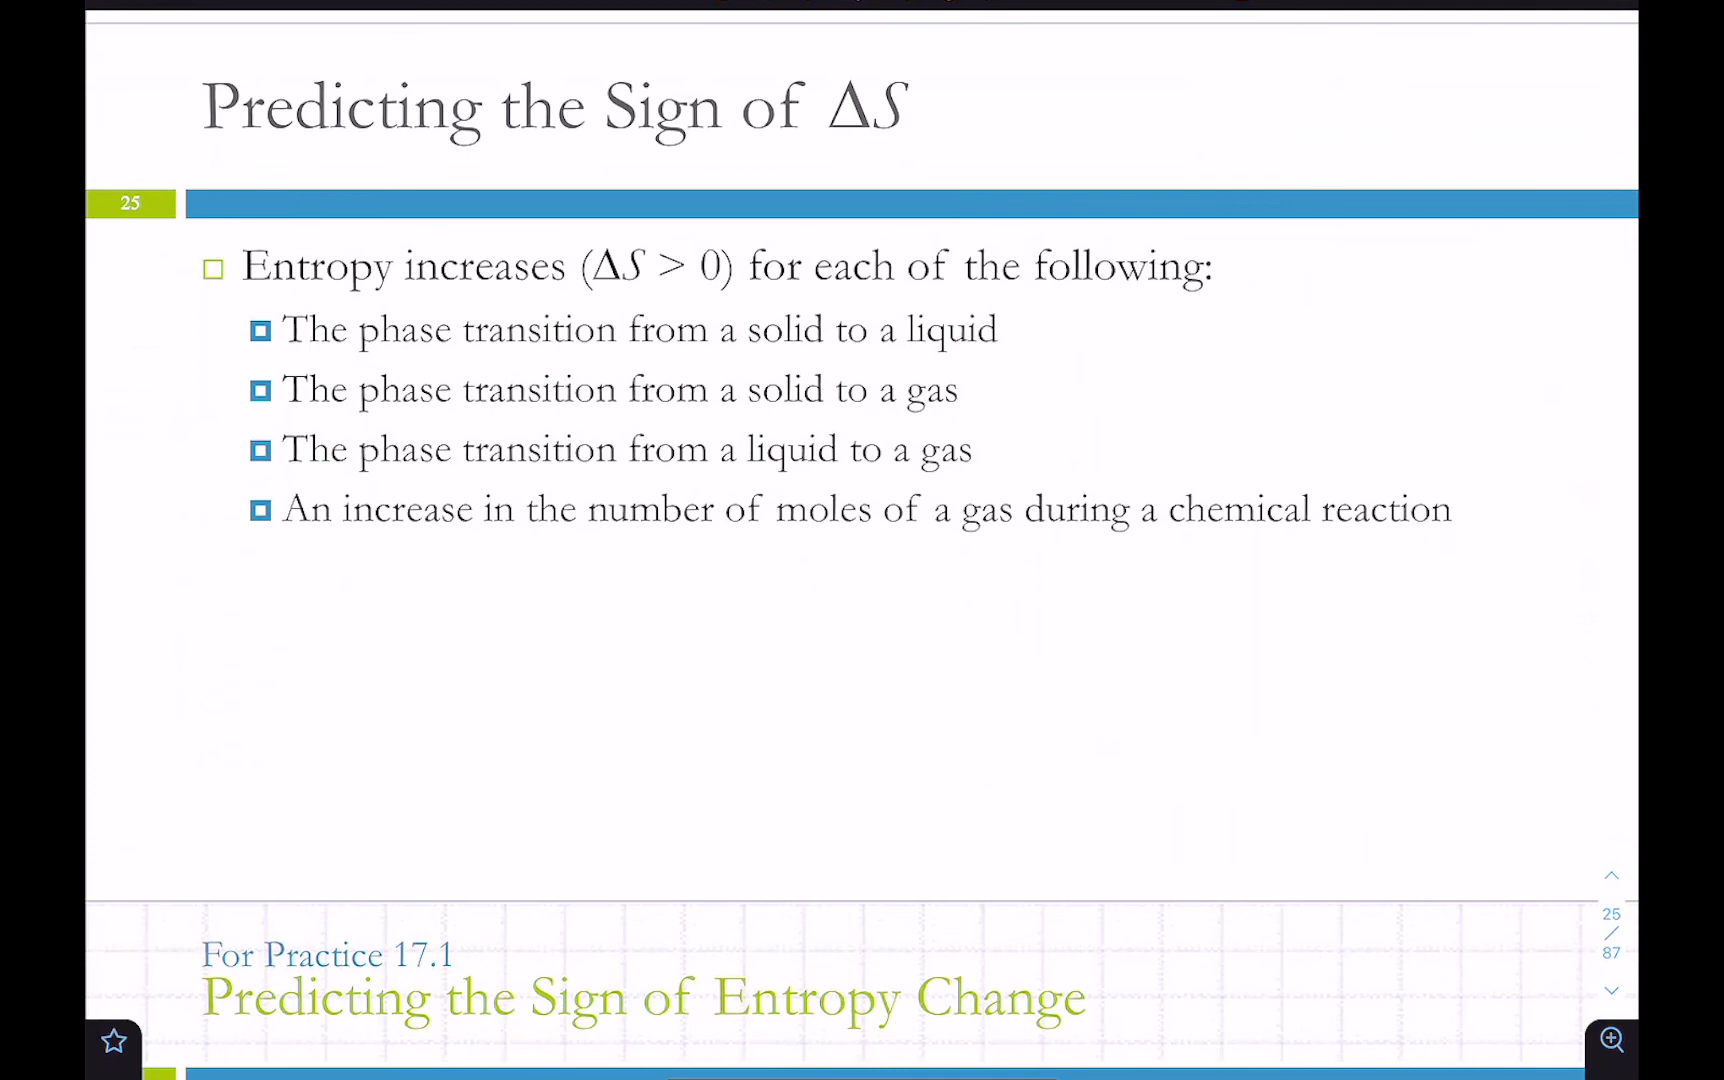 Predicting the Sign of ΔS
25
Entropy increases (ΔS > 0) for each of the following:
The phase transition from a solid to a liquid
The phase transition from a solid to a gas
The phase transition from a liquid to a gas
An increase in the number of moles of a gas during a chemical reaction
25
/
87
For Practice 17.1
Predicting the Sign of Entropy Change